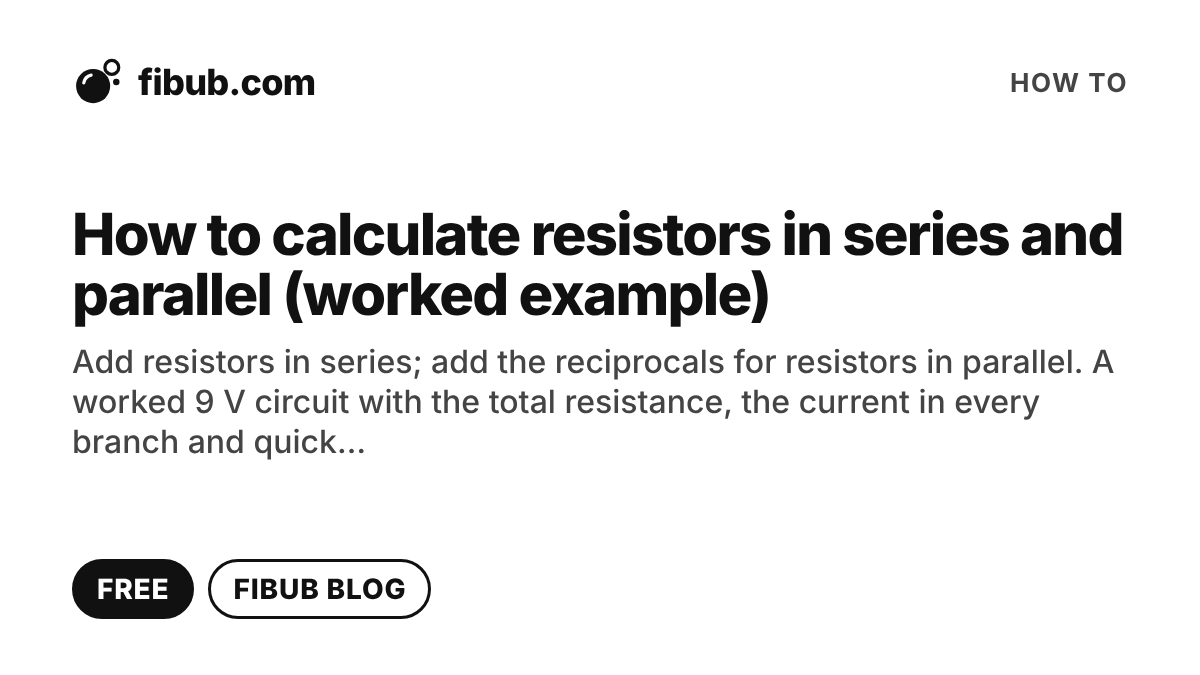 fibub.com
HOW TO
How to calculate resistors in series and
parallel (worked example)
Add resistors in series; add the reciprocals for resistors in parallel. A
worked 9 V circuit with the total resistance, the current in every
branch and quick…
FREE
FIBUB BLOG